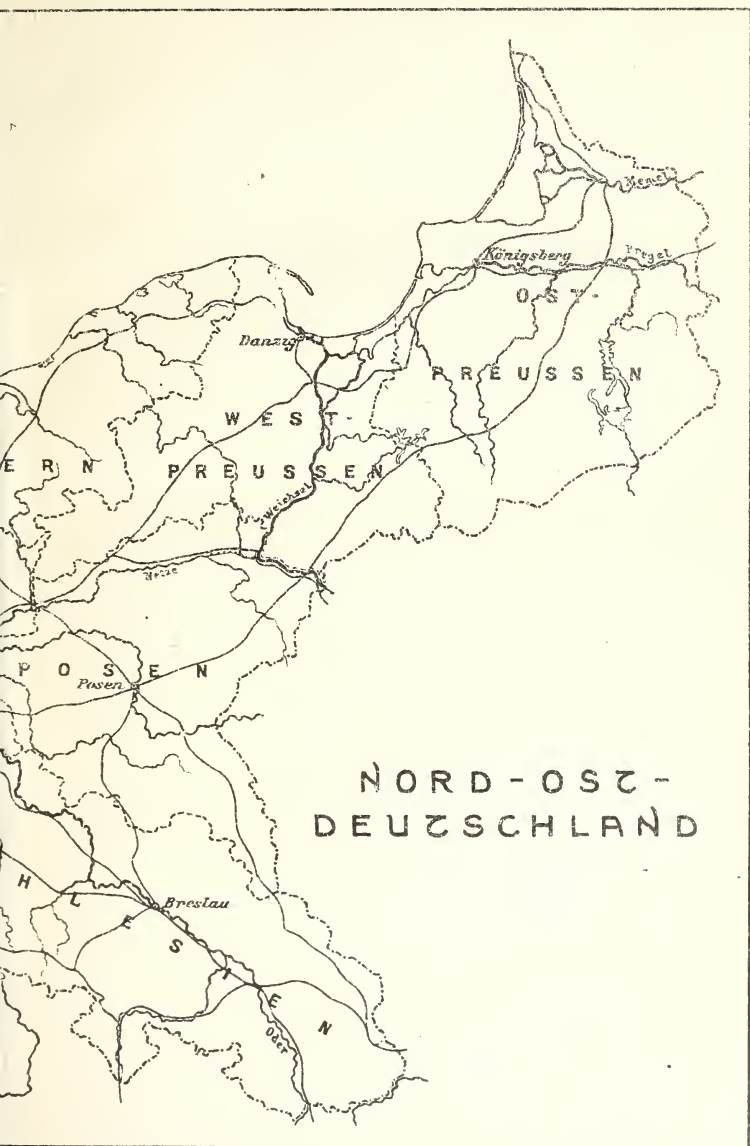 Memel
Königsberg
Pregel
OST-
PREUSSEN
Danzig
WEST-
PREUSSEN
ERN
Weichsel
Netze
POSEN
Posen
NORD-OST-
DEUTSCHLAND
HLESIEN
Breslau
Oder